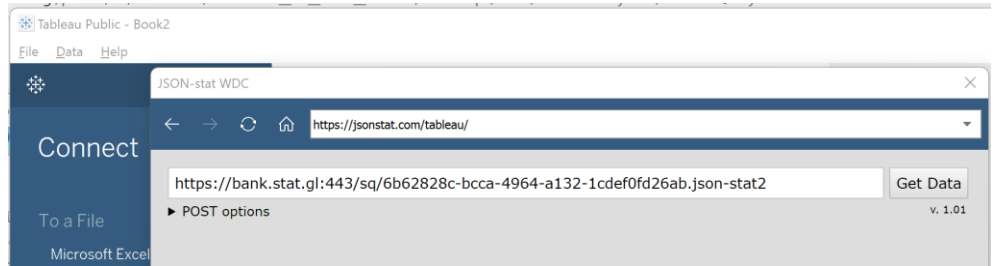 Tableau Public - Book2
File Data Help
JSON-stat WDC
https://jsonstat.com/tableau/
Connect
https://bank.stat.gl:443/sq/6b62828c-bcca-4964-a132-1cdef0fd26ab.json-stat2 Get Data
► POST options v. 1.01
To a File
Microsoft Excel